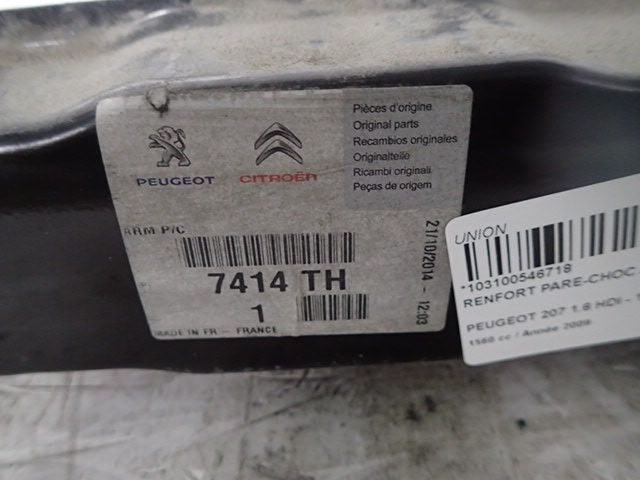 PEUGEOT
CITROËN
Pièces d'origine
Original parts
Recambios originales
Originalteile
Ricambi originali
Peças de origem
ARM P/C
7414 TH
1
MADE IN FR - FRANCE
21/10/2014 - 12:03
UNION
*103100546718
RENFORT PARE-CHOC
PEUGEOT 207 1.6 HDI -
1560 cc / Année 2009